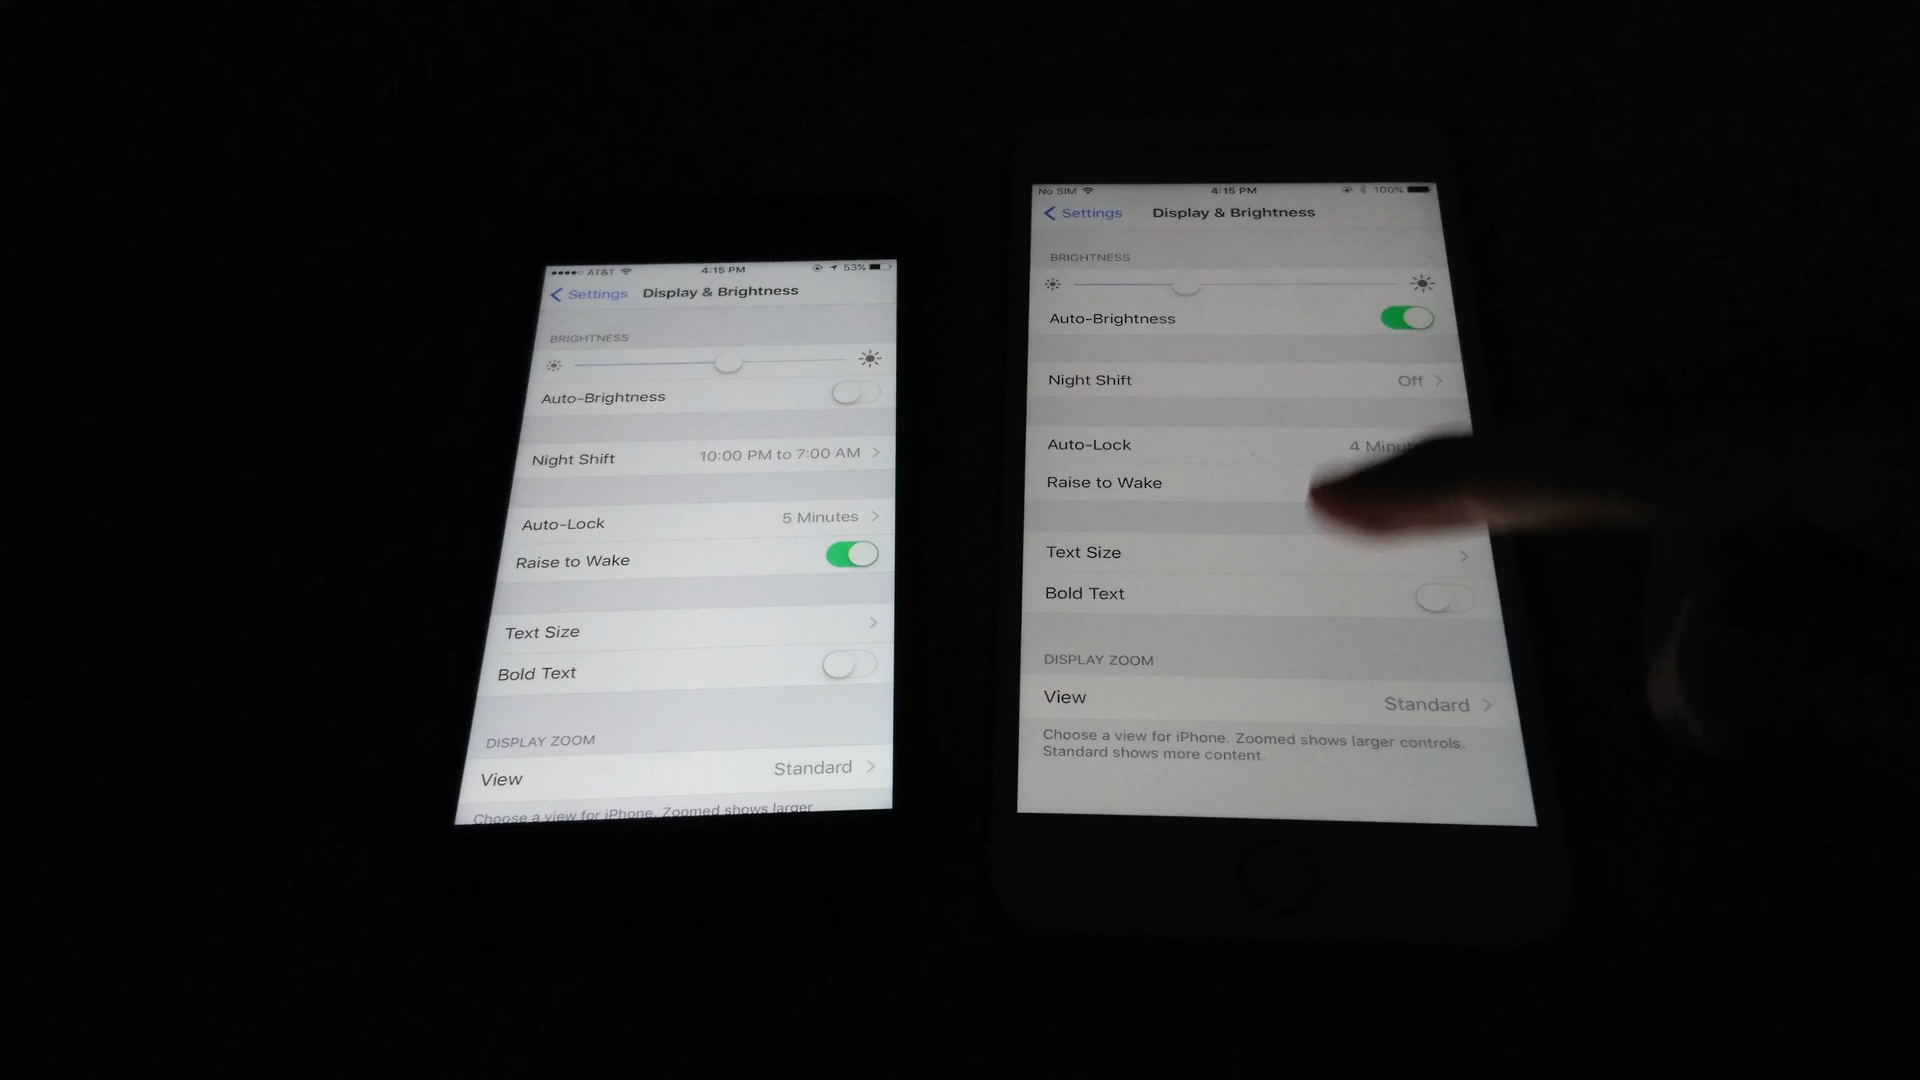 AT&T 4:15 PM 53%
Settings Display & Brightness
BRIGHTNESS
Auto-Brightness
Night Shift 10:00 PM to 7:00 AM
Auto-Lock 5 Minutes
Raise to Wake
Text Size
Bold Text
DISPLAY ZOOM
View Standard
Choose a view for iPhone. Zoomed shows larger
No SIM 4:15 PM 100%
Settings Display & Brightness
BRIGHTNESS
Auto-Brightness
Night Shift Off
Auto-Lock 4
Raise to Wake
Text Size
Bold Text
DISPLAY ZOOM
View Standard
Choose a view for iPhone. Zoomed shows larger controls.
Standard shows more content.